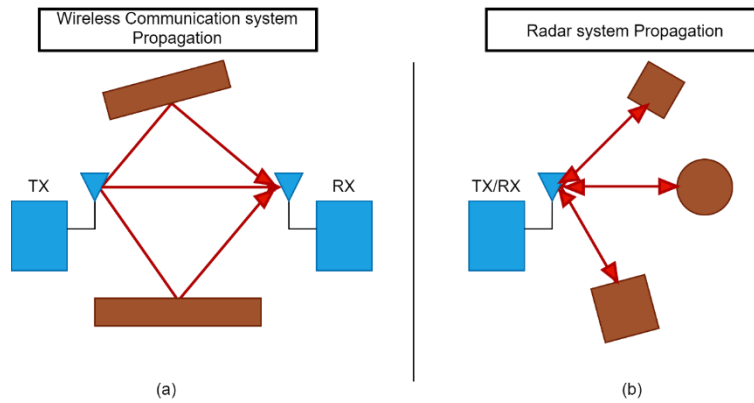 Wireless Communication system
Propagation
Radar system Propagation
TX
RX
TX/RX
(a)
(b)